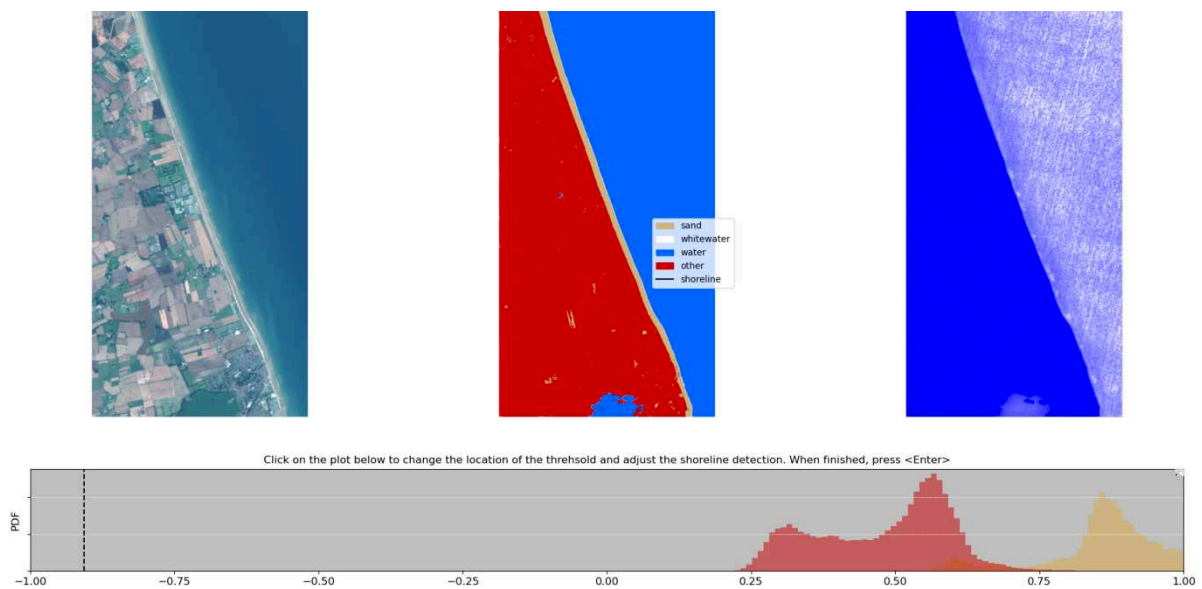 sand
whitewater
water
other
shoreline
Click on the plot below to change the location of the threhsold and adjust the shoreline detection. When finished, press <Enter>
PDF
−1.00 −0.75 −0.50 −0.25 0.00 0.25 0.50 0.75 1.00